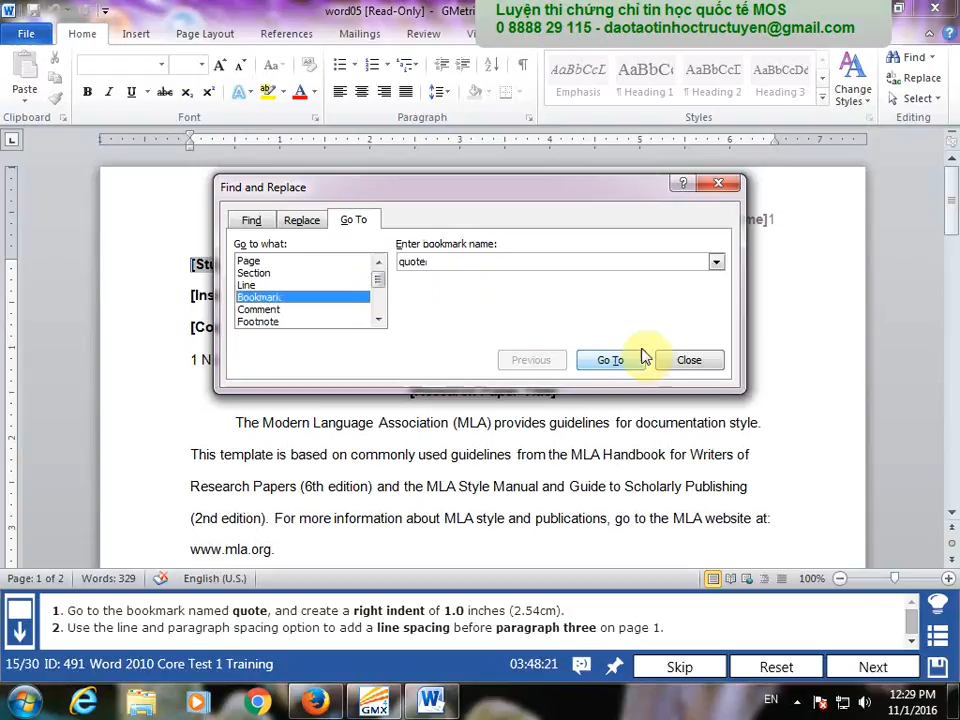 word05 [Read-Only] - GMetri
Luyện thi chứng chỉ tin học quốc tế MOS
0 8888 29 115 - daotaotinhoctructuyen@gmail.com
File
Home
Insert
Page Layout
References
Mailings
Review
Paste
Clipboard
Font
Paragraph
Styles
Editing
AaBbCcL
AaBbCc
AaBbCcD
AaBbCcDd
Emphasis
¶ Heading 1
¶ Heading 2
Heading 3
Change
Styles
Find
Replace
Select
Find and Replace
Find
Replace
Go To
Go to what:
Enter bookmark name:
Page
Section
Line
Bookmark
Comment
Footnote
quote
Previous
Go To
Close
me]1
[Stu
[Ins
[Co
1 N
The Modern Language Association (MLA) provides guidelines for documentation style.
This template is based on commonly used guidelines from the MLA Handbook for Writers of
Research Papers (6th edition) and the MLA Style Manual and Guide to Scholarly Publishing
(2nd edition). For more information about MLA style and publications, go to the MLA website at:
www.mla.org.
Page: 1 of 2
Words: 329
English (U.S.)
100%
1. Go to the bookmark named quote, and create a right indent of 1.0 inches (2.54cm).
2. Use the line and paragraph spacing option to add a line spacing before paragraph three on page 1.
15/30 ID: 491 Word 2010 Core Test 1 Training
03:48:21
Skip
Reset
Next
EN
12:29 PM
11/1/2016